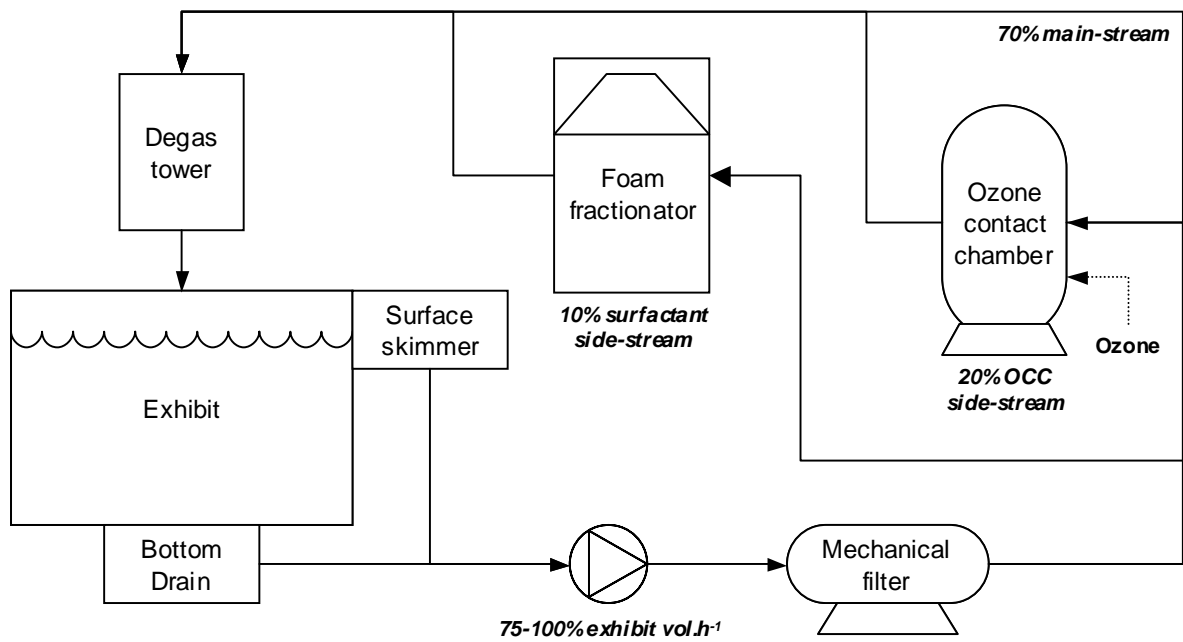 70% main-stream
Degas
tower
Foam
fractionator
Ozone
contact
chamber
10% surfactant
side-stream
Surface
skimmer
Ozone
20% OCC
side-stream
Exhibit
Bottom
Drain
Mechanical
filter
75-100% exhibit vol.h⁻¹